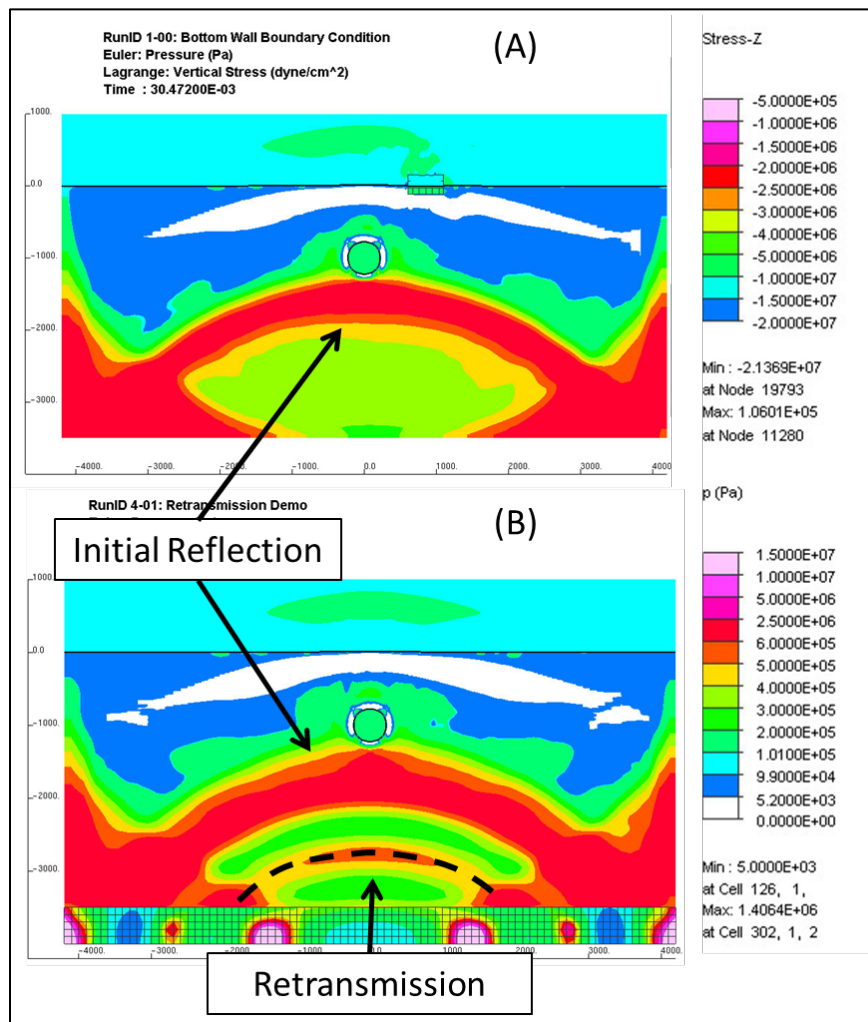 RunID 1-00: Bottom Wall Boundary Condition
Euler: Pressure (Pa)
Lagrange: Vertical Stress (dyne/cm^2)
Time : 30.47200E-03
(A)
1000.
0.0
-1000.
-2000.
-3000.
-4000. -3000. -2000. -1000. 0.0 1000. 2000. 3000. 4000
RunID 4-01: Retransmission Demo
(B)
Initial Reflection
1000.
0.0
-1000.
-2000.
-3000.
-4000. -3000. -2000. -1000. 0.0 1000. 2000. 3000. 4000.
Retransmission
Stress-Z
-5.0000E+05
-1.0000E+06
-1.5000E+06
-2.0000E+06
-2.5000E+06
-3.0000E+06
-4.0000E+06
-5.0000E+06
-1.0000E+07
-1.5000E+07
-2.0000E+07
Min : -2.1369E+07
at Node 19793
Max: 1.0601E+05
at Node 11280
p (Pa)
1.5000E+07
1.0000E+07
5.0000E+06
2.5000E+06
6.0000E+05
5.0000E+05
4.0000E+05
3.0000E+05
2.0000E+05
1.0100E+05
9.9000E+04
5.2000E+03
0.0000E+00
Min : 5.0000E+03
at Cell 126, 1,
Max: 1.4064E+06
at Cell 302, 1, 2